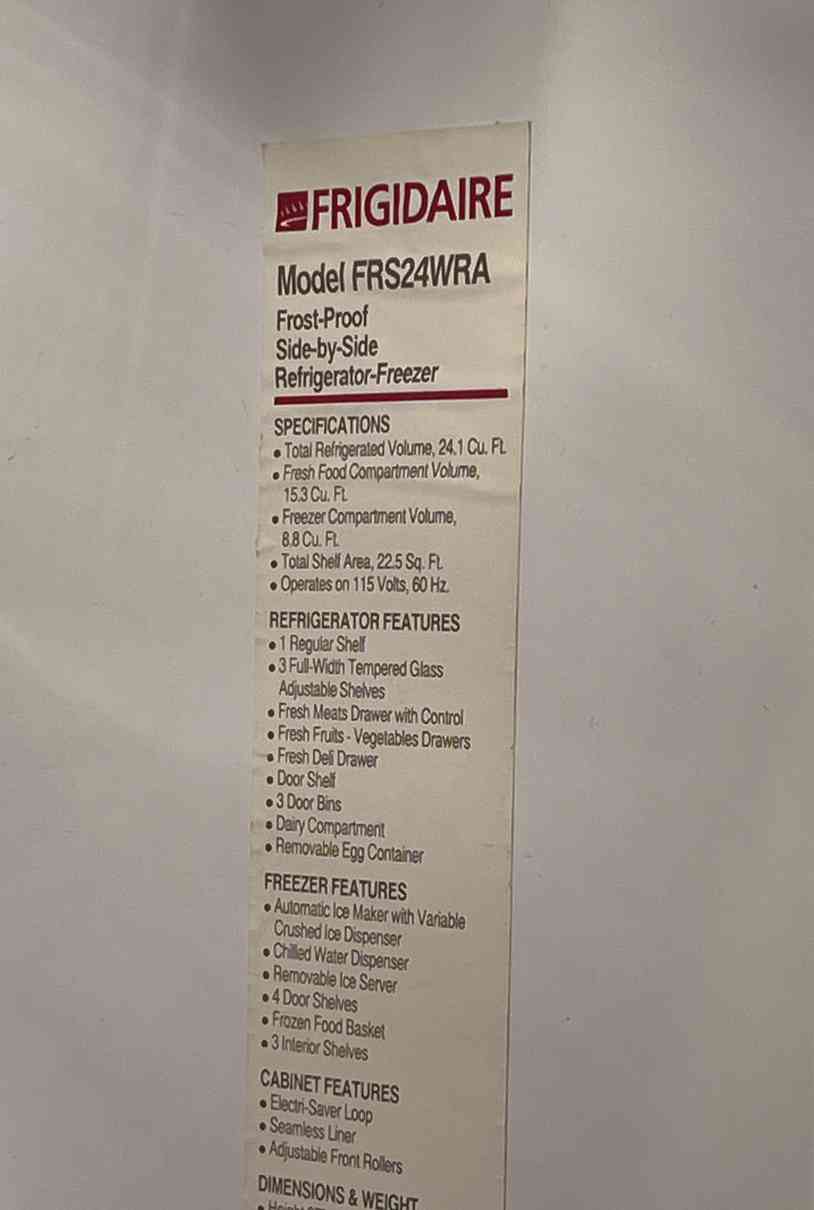 FRIGIDAIRE
Model FRS24WRA
Frost-Proof
Side-by-Side
Refrigerator-Freezer
SPECIFICATIONS
• Total Refrigerated Volume, 24.1 Cu. Ft.
• Fresh Food Compartment Volume,
15.3 Cu. Ft.
• Freezer Compartment Volume,
8.8 Cu. Ft.
• Total Shelf Area, 22.5 Sq. Ft.
• Operates on 115 Volts, 60 Hz.
REFRIGERATOR FEATURES
• 1 Regular Shelf
• 3 Full-Width Tempered Glass
Adjustable Shelves
• Fresh Meats Drawer with Control
• Fresh Fruits - Vegetables Drawers
• Fresh Deli Drawer
• Door Shelf
• 3 Door Bins
• Dairy Compartment
• Removable Egg Container
FREEZER FEATURES
• Automatic Ice Maker with Variable
Crushed Ice Dispenser
• Chilled Water Dispenser
• Removable Ice Server
• 4 Door Shelves
• Frozen Food Basket
• 3 Interior Shelves
CABINET FEATURES
• Electri-Saver Loop
• Seamless Liner
• Adjustable Front Rollers
DIMENSIONS & WEIGHT